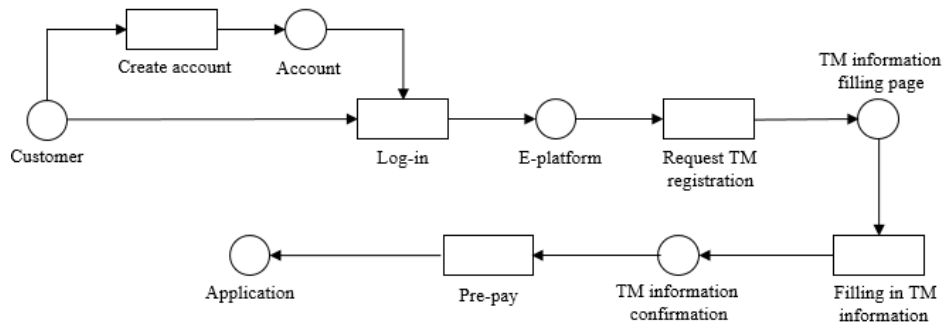 Create account
Account
TM information
filling page
Customer
Log-in
E-platform
Request TM
registration
Application
Pre-pay
TM information
confirmation
Filling in TM
information